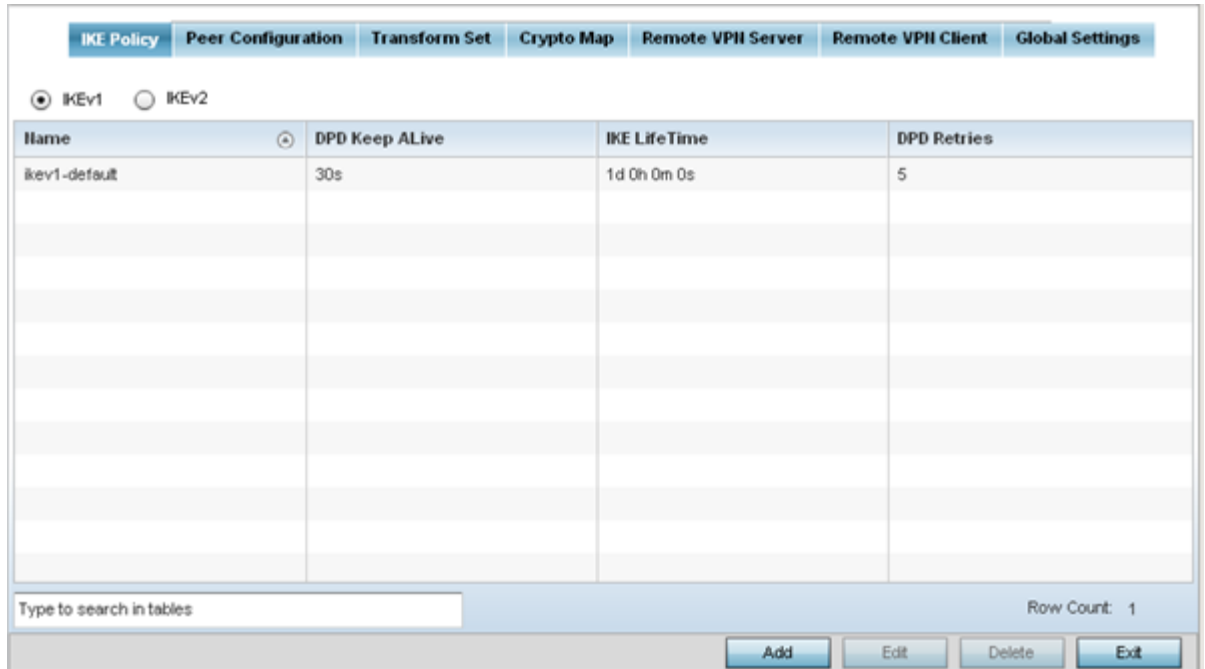 IKE Policy Peer Configuration Transform Set Crypto Map Remote VPN Server Remote VPN Client Global Settings
IKEv1 IKEv2
Name DPD Keep ALive IKE LifeTime DPD Retries
ikev1-default 30s 1d 0h 0m 0s 5
Type to search in tables Row Count: 1
Add Edit Delete Exit